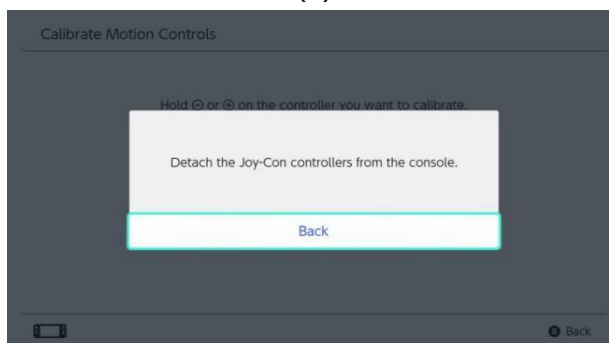 Calibrate Motion Controls
Hold ⊖ or ⊕ on the controller you want to calibrate.
Detach the Joy-Con controllers from the console.
Back
B Back